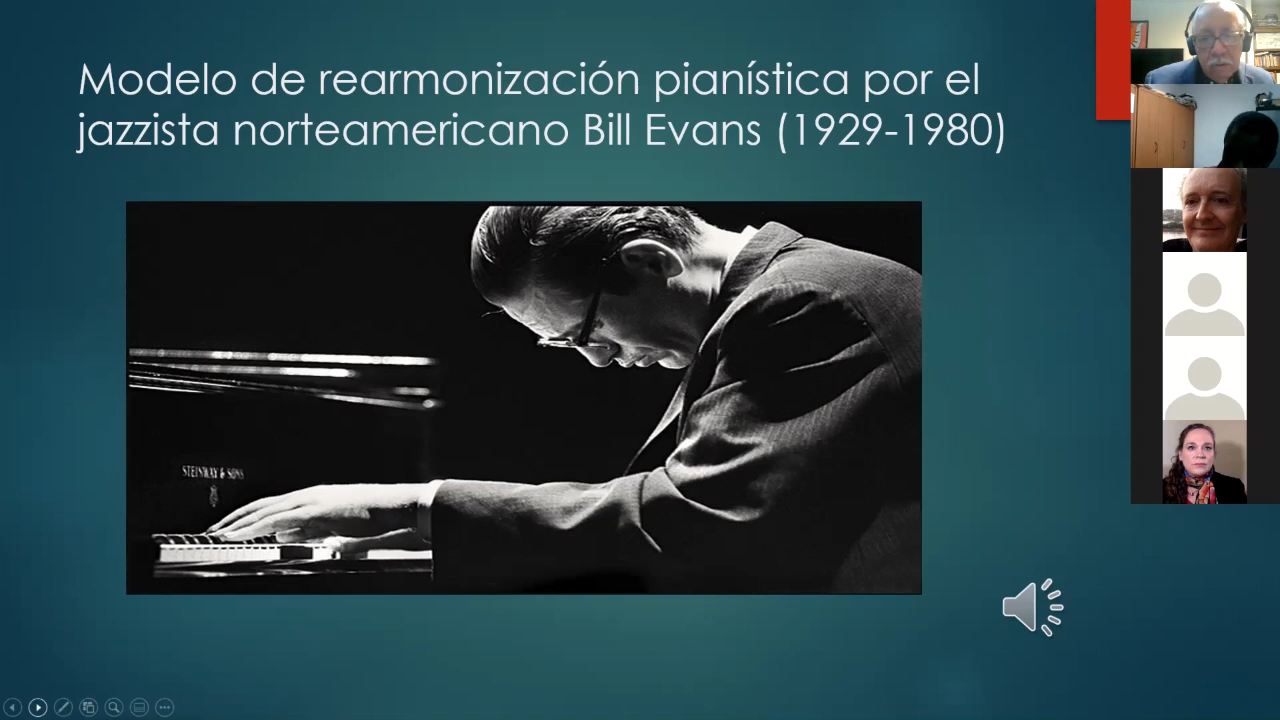 Modelo de rearmonización pianística por el
jazzista norteamericano Bill Evans (1929-1980)
STEINWAY & SONS